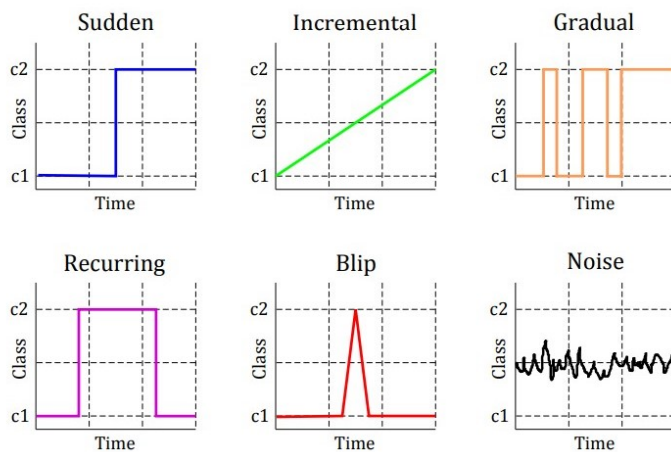 Sudden
Incremental
Gradual
c2
Class
c1
Time
c2
Class
c1
Time
c2
Class
c1
Time
Recurring
Blip
Noise
c2
Class
c1
Time
c2
Class
c1
Time
c2
Class
c1
Time